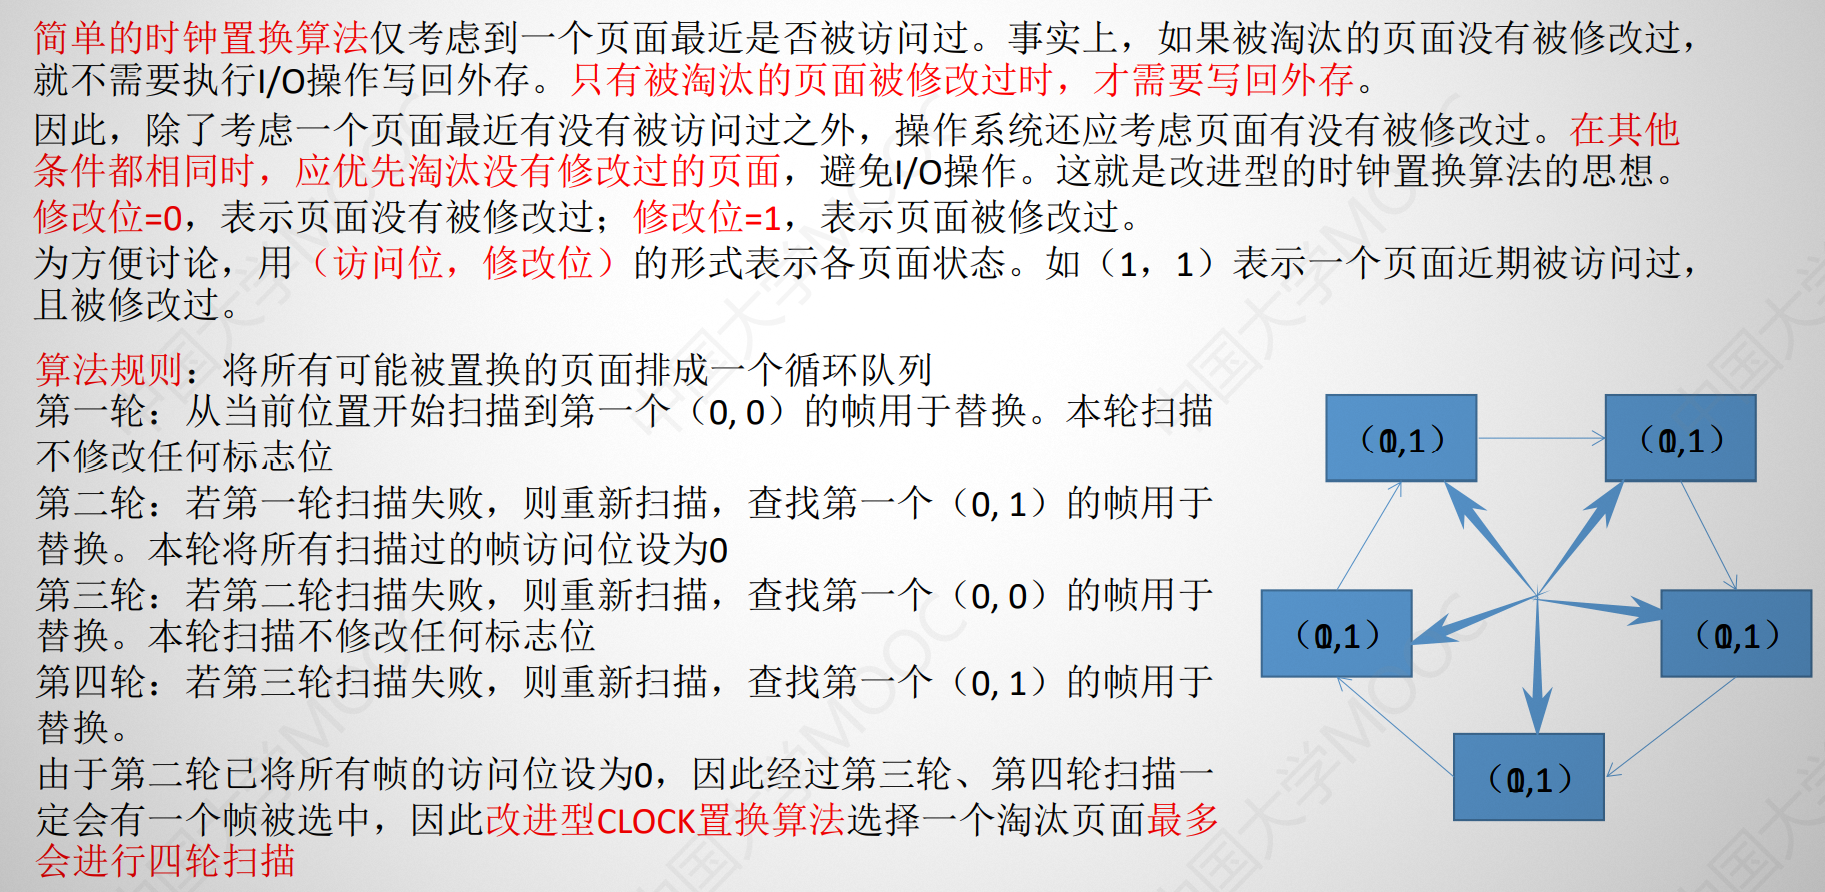 简单的时钟置换算法仅考虑到一个页面最近是否被访问过。事实上，如果被淘汰的页面没有被修改过，
就不需要执行I/O操作写回外存。只有被淘汰的页面被修改过时，才需要写回外存。
因此，除了考虑一个页面最近有没有被访问过之外，操作系统还应考虑页面有没有被修改过。在其他
条件都相同时，应优先淘汰没有修改过的页面，避免I/O操作。这就是改进型的时钟置换算法的思想。
修改位=0，表示页面没有被修改过；修改位=1，表示页面被修改过。
为方便讨论，用（访问位，修改位）的形式表示各页面状态。如（1，1）表示一个页面近期被访问过，
且被修改过。
算法规则：将所有可能被置换的页面排成一个循环队列
第一轮：从当前位置开始扫描到第一个（0, 0）的帧用于替换。本轮扫描
不修改任何标志位
第二轮：若第一轮扫描失败，则重新扫描，查找第一个（0, 1）的帧用于
替换。本轮将所有扫描过的帧访问位设为0
第三轮：若第二轮扫描失败，则重新扫描，查找第一个（0, 0）的帧用于
替换。本轮扫描不修改任何标志位
第四轮：若第三轮扫描失败，则重新扫描，查找第一个（0, 1）的帧用于
替换。
由于第二轮已将所有帧的访问位设为0，因此经过第三轮、第四轮扫描一
定会有一个帧被选中，因此改进型CLOCK置换算法选择一个淘汰页面最多
会进行四轮扫描
中国大学MOOC